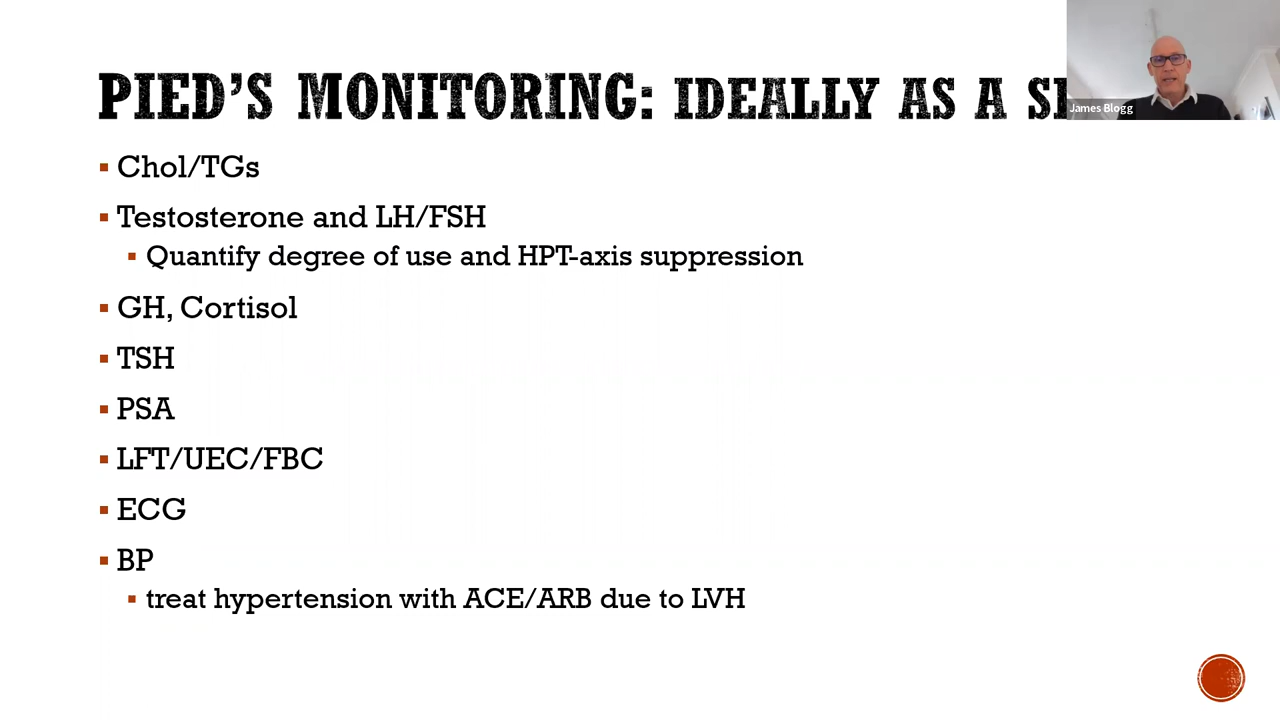 PIED'S MONITORING: IDEALLY AS A
James Blogg
Chol/TGs
Testosterone and LH/FSH
Quantify degree of use and HPT-axis suppression
GH, Cortisol
TSH
PSA
LFT/UEC/FBC
ECG
BP
treat hypertension with ACE/ARB due to LVH